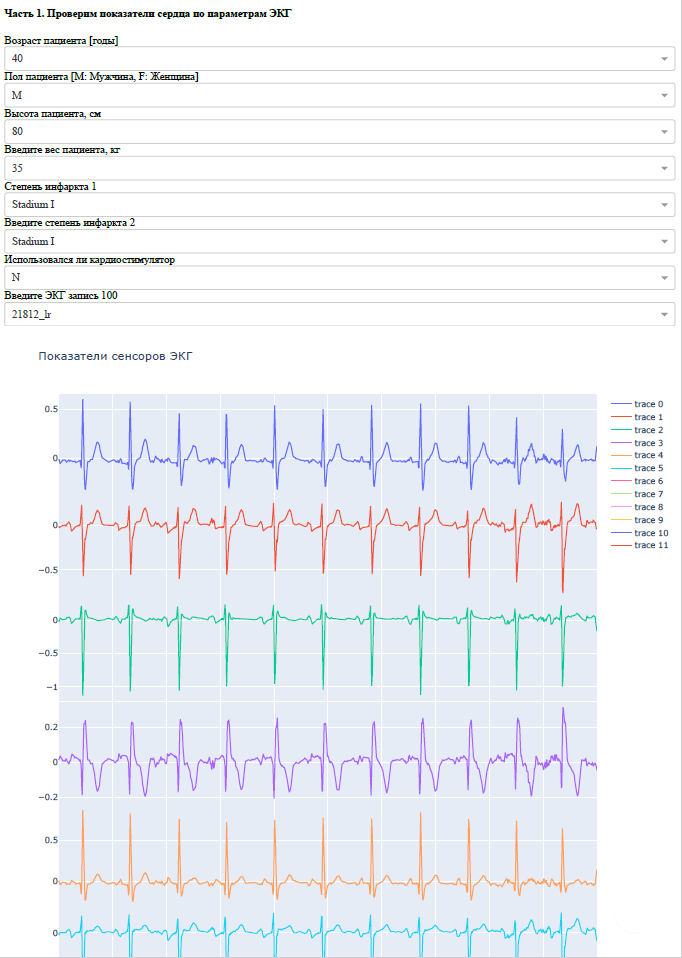 Часть 1. Проверим показатели сердца по параметрам ЭКГ
Возраст пациента [годы]
40
Пол пациента [M: Мужчина, F: Женщина]
M
Высота пациента, см
80
Введите вес пациента, кг
35
Степень инфаркта 1
Stadium I
Введите степень инфаркта 2
Stadium I
Использовался ли кардиостимулятор
N
Введите ЭКГ запись 100
21812_lr
Показатели сенсоров ЭКГ
0.5
0
0
−0.5
0
−0.5
−1
0.2
0
−0.2
0.5
0
0
trace 0
trace 1
trace 2
trace 3
trace 4
trace 5
trace 6
trace 7
trace 8
trace 9
trace 10
trace 11